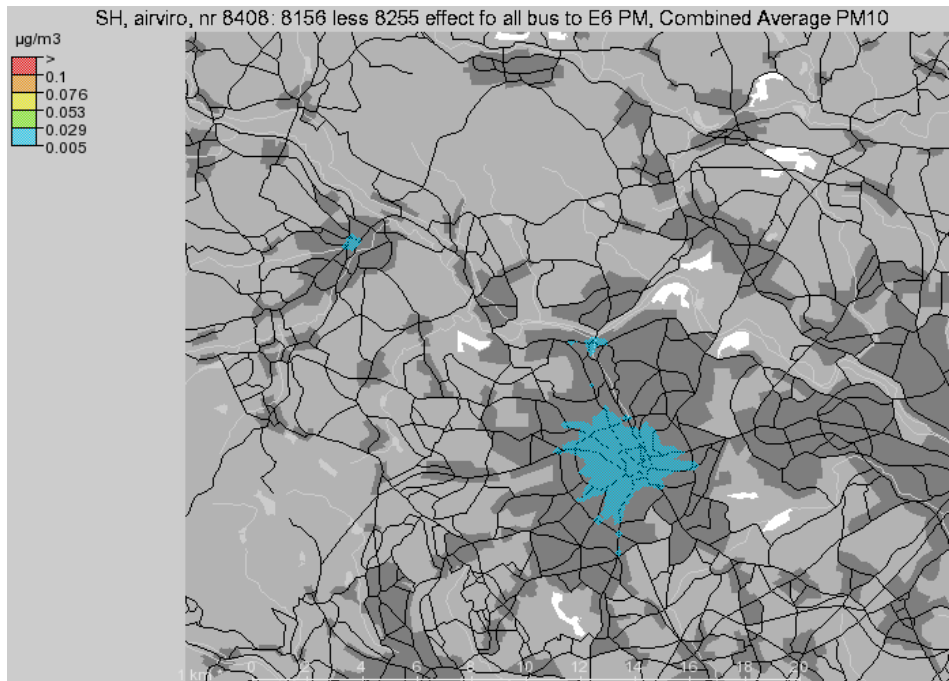 SH, airviro, nr 8408: 8156 less 8255 effect fo all bus to E6 PM, Combined Average PM10
µg/m3
>
0.1
0.076
0.053
0.029
0.005
1 km 0 2 4 6 8 10 12 14 16 18 20